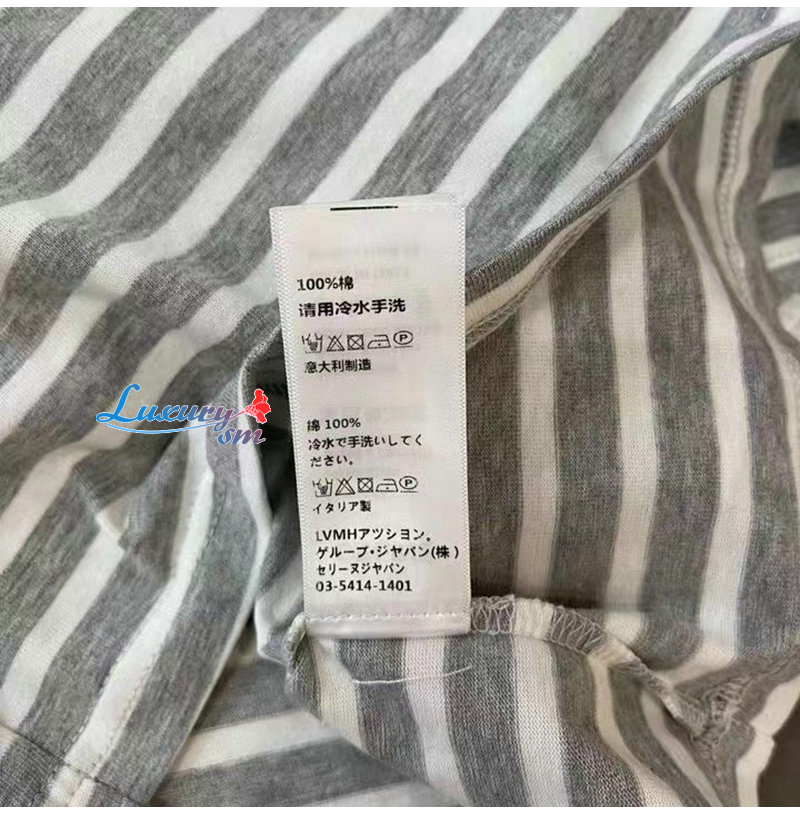 100%棉
请用冷水手洗
P
意大利制造
Luxury
sm
綿 100%
冷水で手洗いしてく
ださい。
P
イタリア製
LVMHアツシヨン。
ゲループ・ジャパン(株)
セリーヌジャパン
03-5414-1401